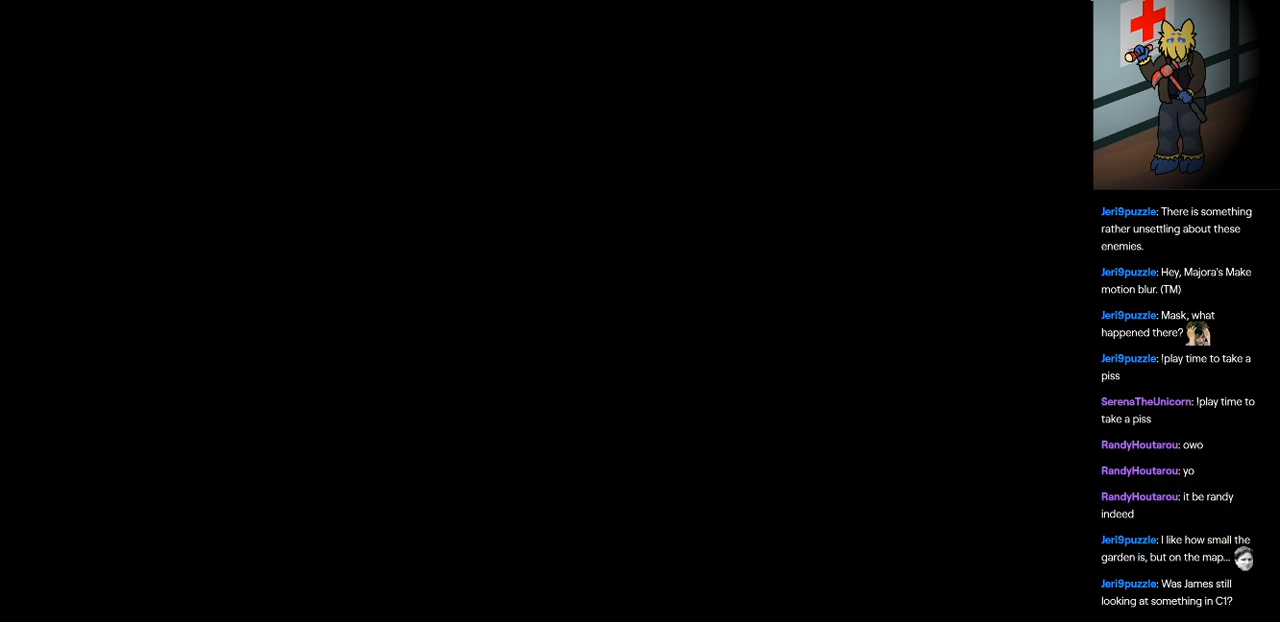 Jeri9puzzle: There is something
rather unsettling about these
enemies.
Jeri9puzzle: Hey, Majora's Make
motion blur. (TM)
Jeri9puzzle: Mask, what
happened there?
Jeri9puzzle: !play time to take a
piss
SerenaTheUnicorn: !play time to
take a piss
RandyHoutarou: owo
RandyHoutarou: yo
RandyHoutarou: it be randy
indeed
Jeri9puzzle: I like how small the
garden is, but on the map...
Jeri9puzzle: Was James still
looking at something in C1?